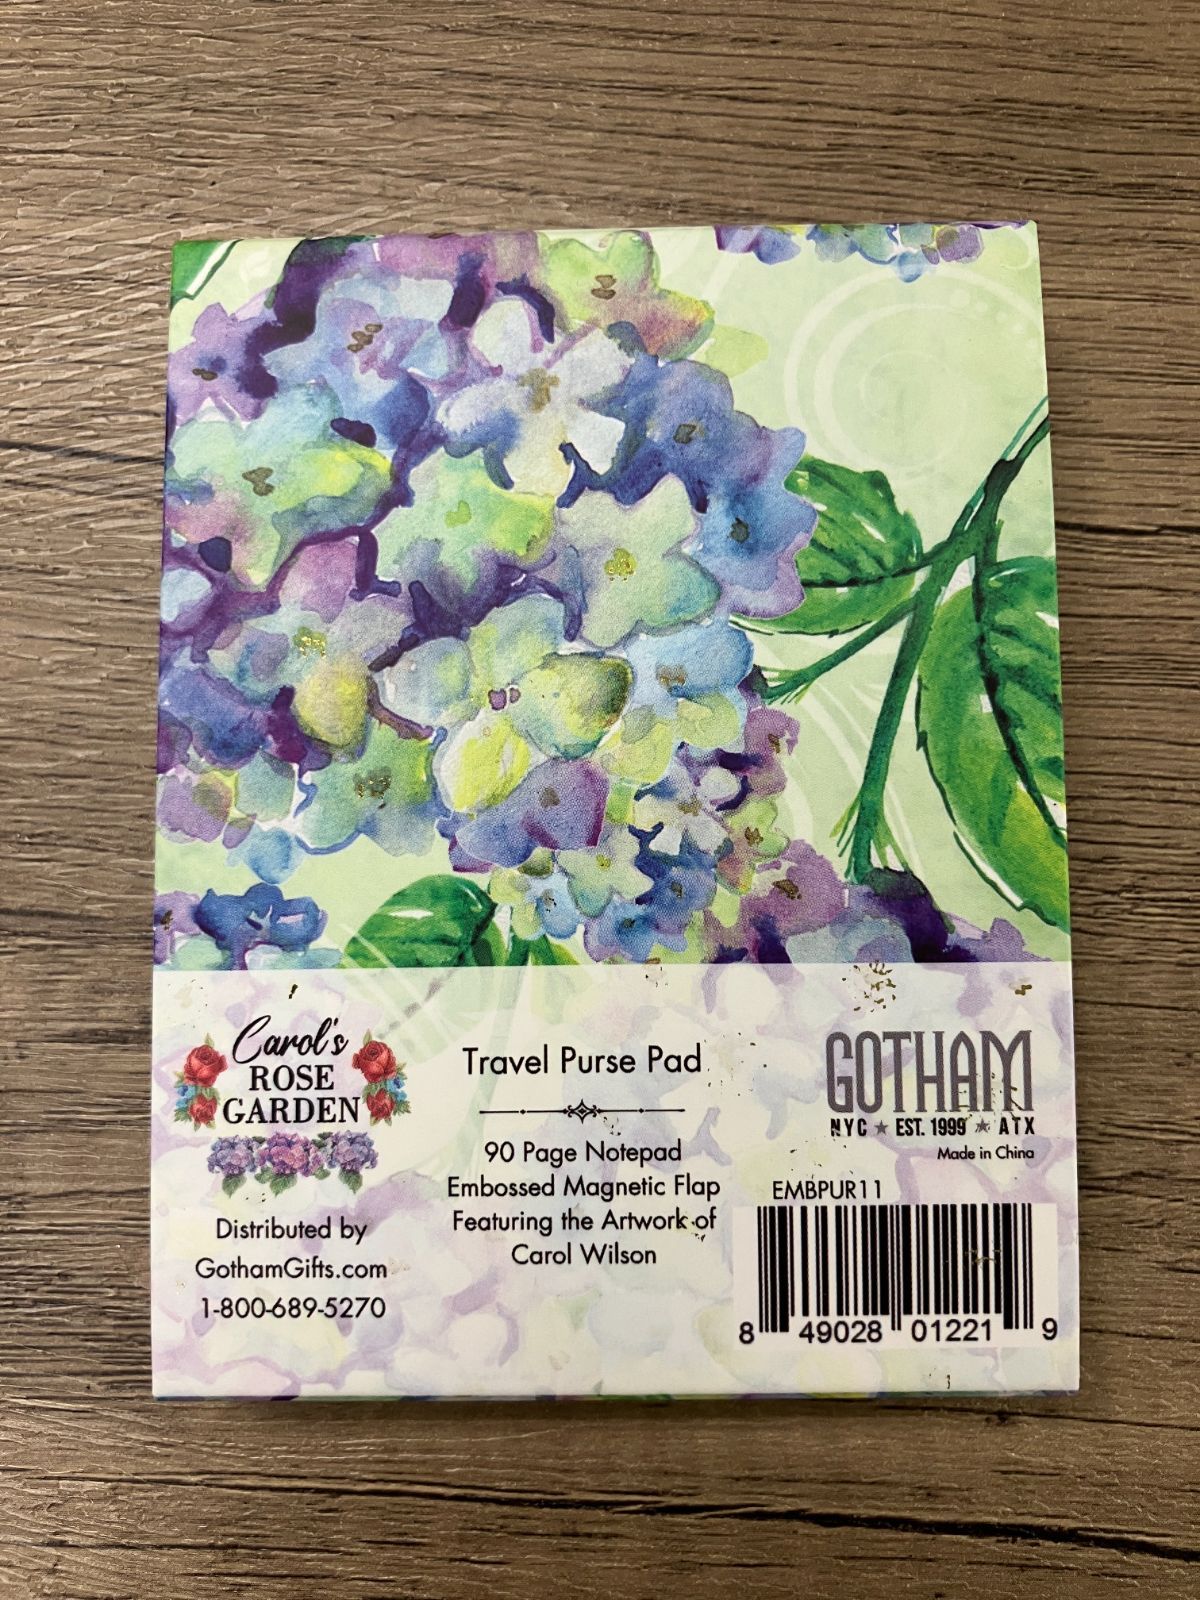 Carol's
ROSE
GARDEN
Distributed by
GothamGifts.com
1-800-689-5270
Travel Purse Pad
90 Page Notepad
Embossed Magnetic Flap
Featuring the Artwork of
Carol Wilson
GOTHAM
NYC ★ EST. 1999 ★ ATX
Made in China
EMBPUR11
8 49028 01221 9